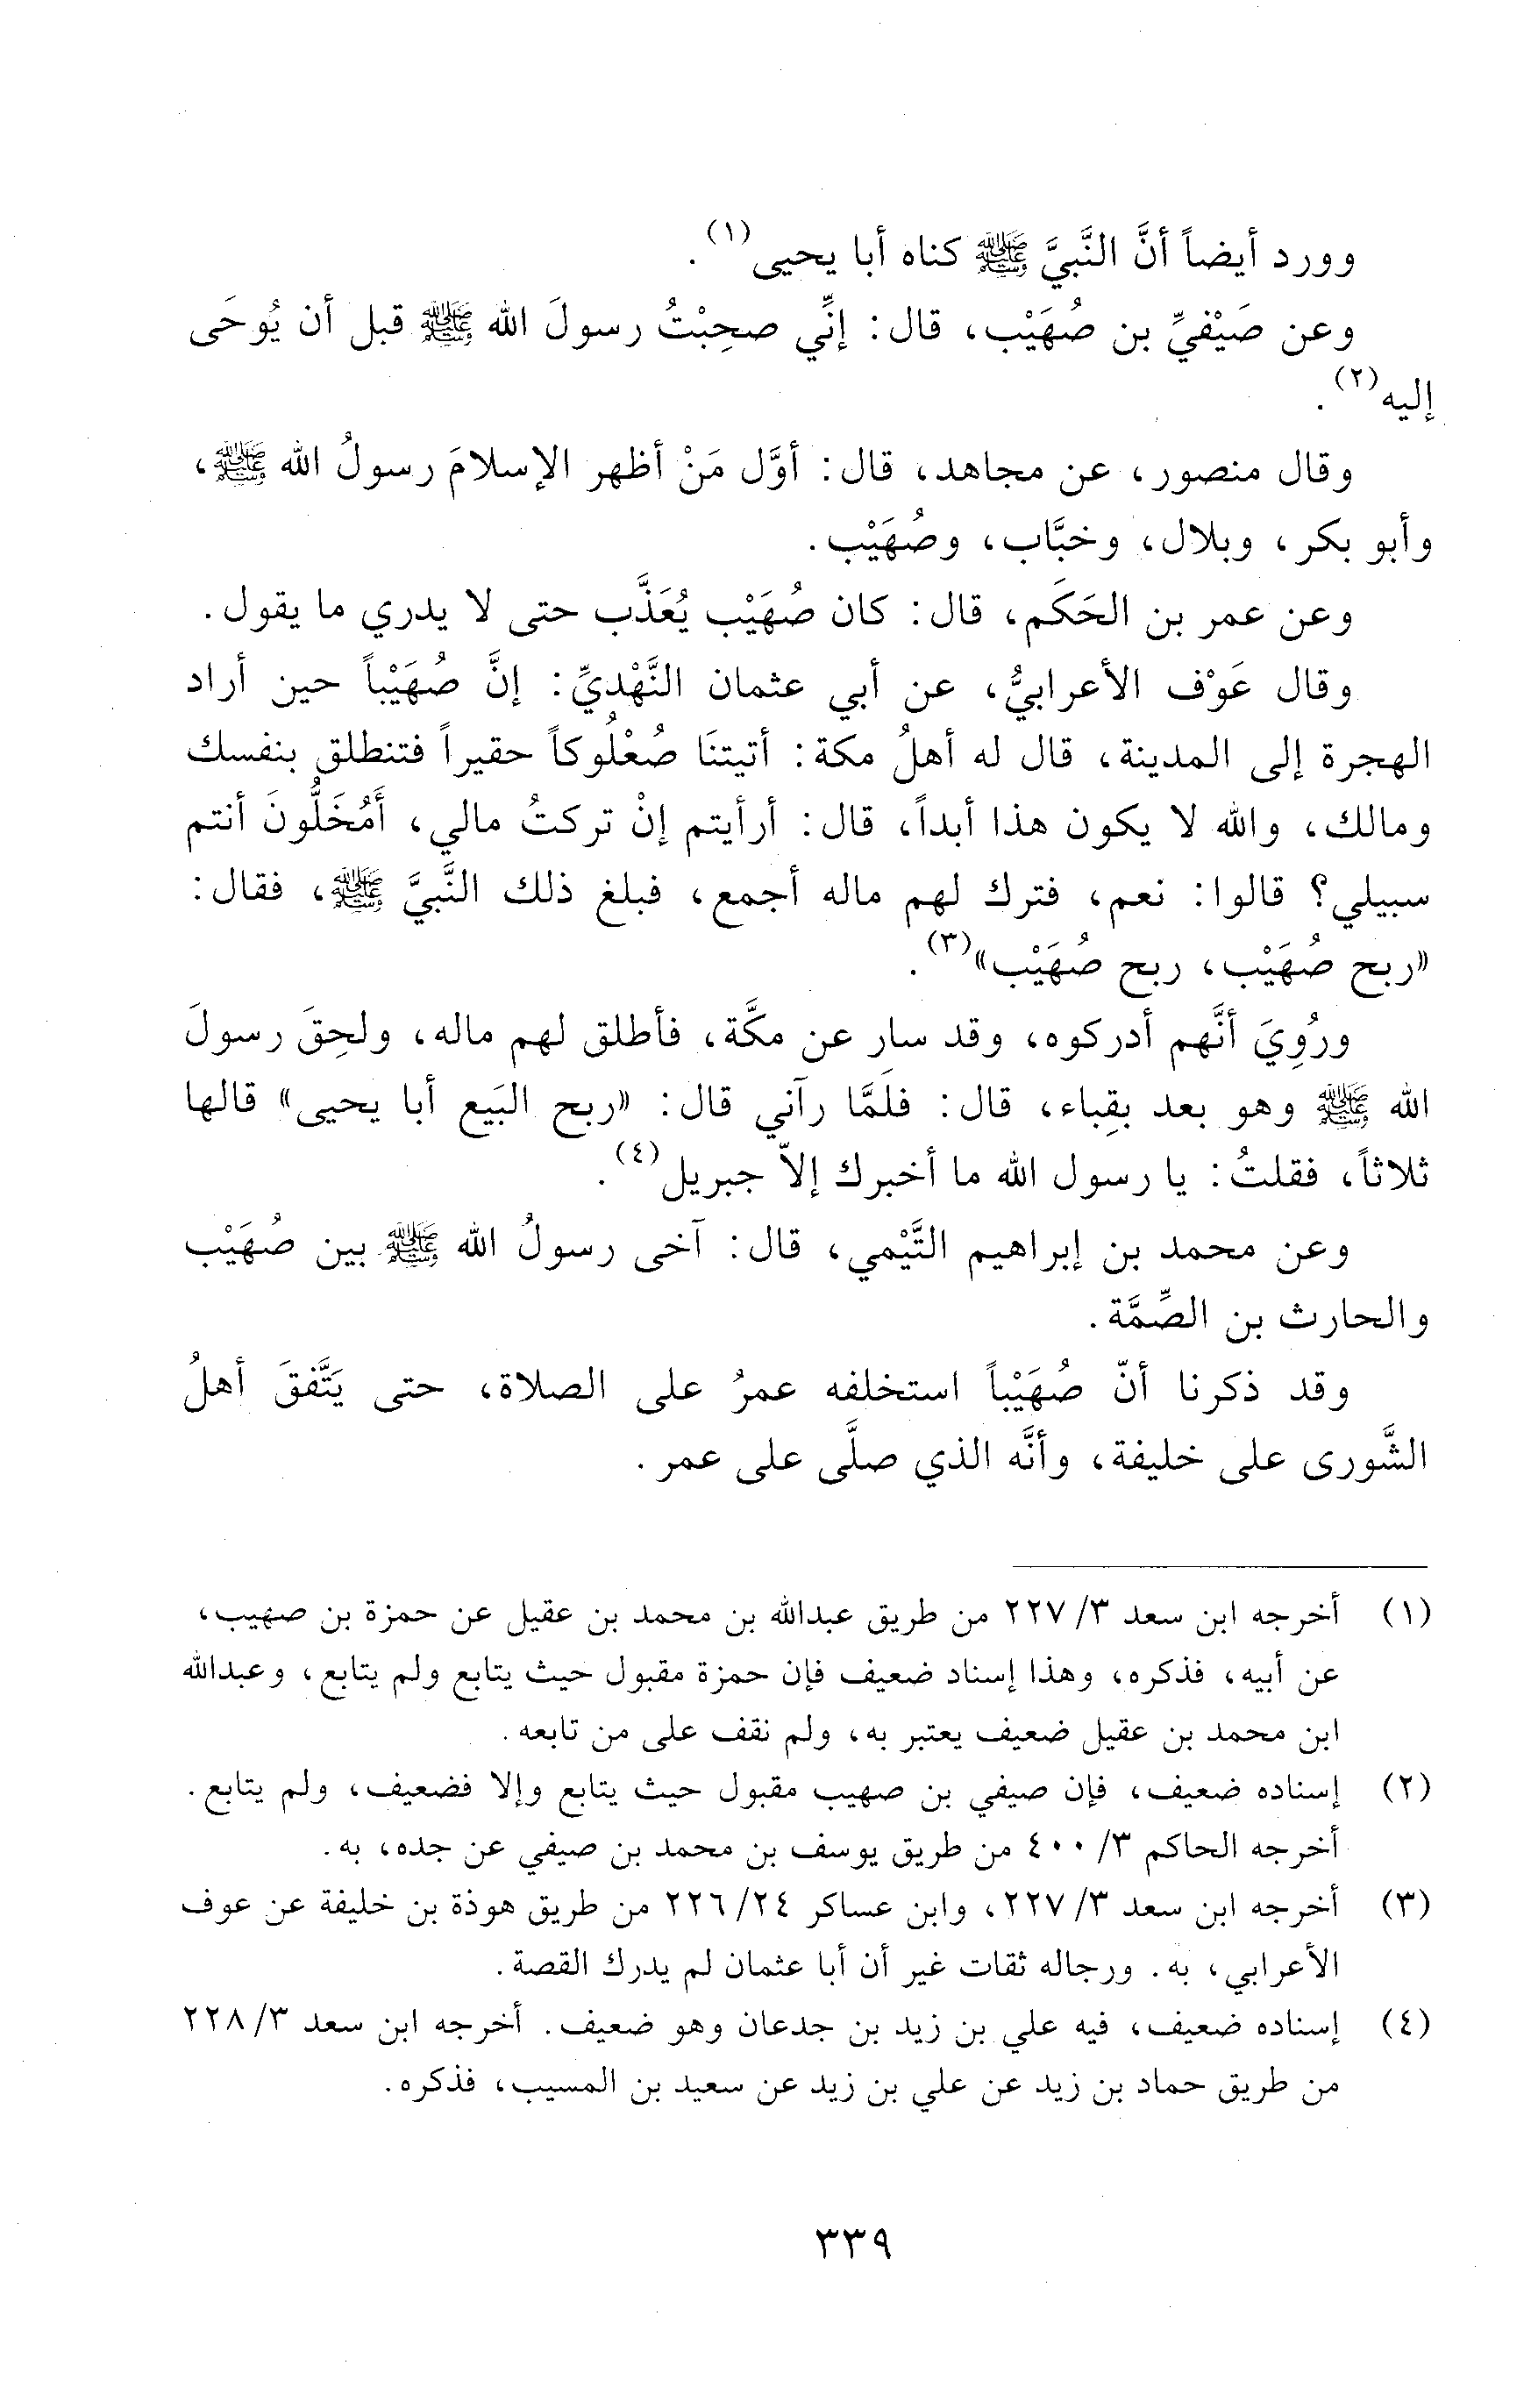 وورد أيضاً أنَّ النَّبيَّ ﷺ كناه أبا يحيى(١).
وعن صَيْفيِّ بن صُهَيْب، قال: إنِّي صحِبْتُ رسولَ الله ﷺ قبل أن يُوحَى
إليه(٢).
وقال منصور، عن مجاهد، قال: أوَّل مَنْ أظهر الإسلامَ رسولُ الله ﷺ،
وأبو بكر، وبلال، وخبَّاب، وصُهَيْب.
وعن عمر بن الحَكَم، قال: كان صُهَيْب يُعَذَّب حتى لا يدري ما يقول.
وقال عَوْف الأعرابيُّ، عن أبي عثمان النَّهْديِّ: إنَّ صُهَيْباً حين أراد
الهجرة إلى المدينة، قال له أهلُ مكة: أتيتنَا صُعْلُوكاً حقيراً فتنطلق بنفسك
ومالك، والله لا يكون هذا أبداً، قال: أرأيتم إنْ تركتُ مالي، أَمُخَلُّونَ أنتم
سبيلي؟ قالوا: نعم، فترك لهم ماله أجمع، فبلغ ذلك النَّبيَّ ﷺ، فقال:
«ربح صُهَيْب، ربح صُهَيْب»(٣).
ورُوِيَ أنَّهم أدركوه، وقد سار عن مكَّة، فأطلق لهم ماله، ولحِقَ رسولَ
الله ﷺ وهو بعد بقِباء، قال: فلَمَّا رآني قال: «ربح البَيع أبا يحيى» قالها
ثلاثاً، فقلتُ: يا رسول الله ما أخبرك إلاّ جبريل(٤).
وعن محمد بن إبراهيم التَّيْمي، قال: آخى رسولُ الله ﷺ بين صُهَيْب
والحارث بن الصِّمَّة.
وقد ذكرنا أنّ صُهَيْباً استخلفه عمرُ على الصلاة، حتى يَتَّفقَ أهلُ
الشَّورى على خليفة، وأنَّه الذي صلَّى على عمر.
(١) أخرجه ابن سعد ٣/ ٢٢٧ من طريق عبدالله بن محمد بن عقيل عن حمزة بن صهيب،
عن أبيه، فذكره، وهذا إسناد ضعيف فإن حمزة مقبول حيث يتابع ولم يتابع، وعبدالله
ابن محمد بن عقيل ضعيف يعتبر به، ولم نقف على من تابعه.
(٢) إسناده ضعيف، فإن صيفي بن صهيب مقبول حيث يتابع وإلا فضعيف، ولم يتابع.
أخرجه الحاكم ٣/ ٤٠٠ من طريق يوسف بن محمد بن صيفي عن جده، به.
(٣) أخرجه ابن سعد ٣/ ٢٢٧، وابن عساكر ٢٤/ ٢٢٦ من طريق هوذة بن خليفة عن عوف
الأعرابي، به. ورجاله ثقات غير أن أبا عثمان لم يدرك القصة.
(٤) إسناده ضعيف، فيه علي بن زيد بن جدعان وهو ضعيف. أخرجه ابن سعد ٣/ ٢٢٨
من طريق حماد بن زيد عن علي بن زيد عن سعيد بن المسيب، فذكره.
٣٣٩